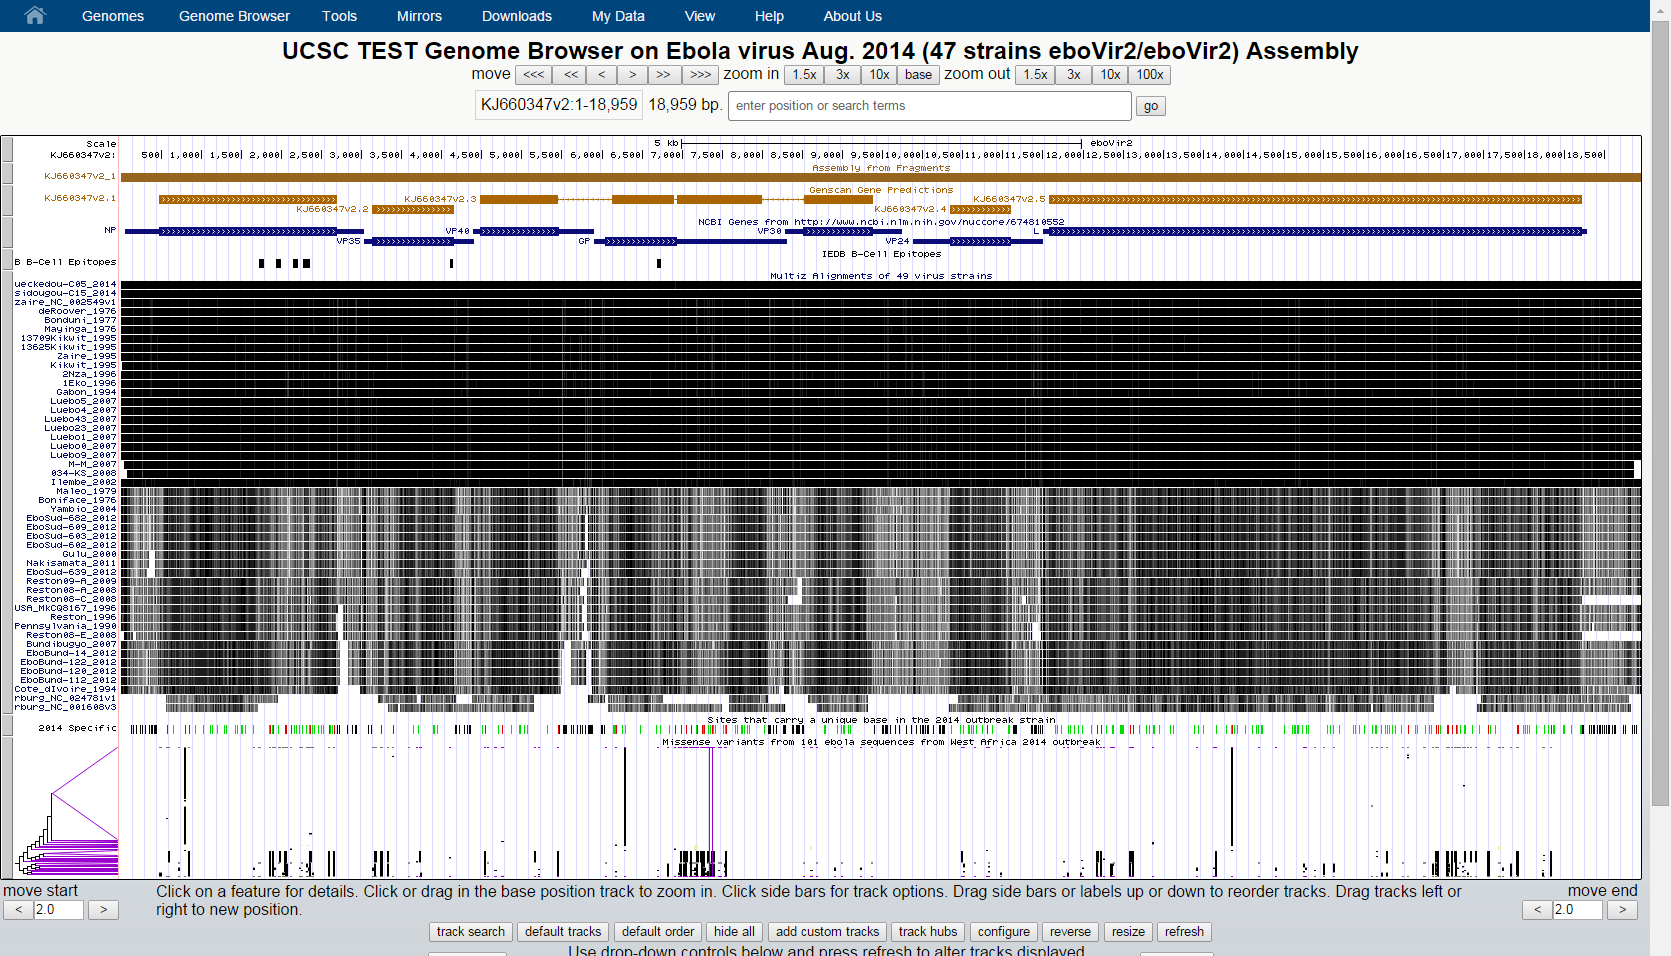 Genomes Genome Browser Tools Mirrors Downloads My Data View Help About Us
UCSC TEST Genome Browser on Ebola virus Aug. 2014 (47 strains eboVir2/eboVir2) Assembly
move <<< << < > >> >>> zoom in 1.5x 3x 10x base zoom out 1.5x 3x 10x 100x
KJ660347v2:1-18,959 18,959 bp. enter position or search terms go
Scale 5 kb eboVir2
KJ660347v2: 500| 1,000| 1,500| 2,000| 2,500| 3,000| 3,500| 4,000| 4,500| 5,000| 5,500| 6,000| 6,500| 7,000| 7,500| 8,000| 8,500| 9,000| 9,500| 10,000| 10,500| 11,000| 11,500| 12,000| 12,500| 13,000| 13,500| 14,000| 14,500| 15,000| 15,500| 16,000| 16,500| 17,000| 17,500| 18,000| 18,500|
Assembly from Fragments
KJ660347v2_1
Genscan Gene Predictions
KJ660347v2.1 KJ660347v2.3 KJ660347v2.5
KJ660347v2.2 KJ660347v2.4
NCBI Genes from http://www.ncbi.nlm.nih.gov/nuccore/674810552
NP VP40 VP30 L
VP35 GP VP24
IEDB B-Cell Epitopes
B B-Cell Epitopes
Multiz Alignments of 49 virus strains
ueckedou-C05_2014
sidougou-C15_2014
zaire_NC_002549v1
deRoover_1976
Bonduni_1977
Mayinga_1976
13709Kikwit_1995
13625Kikwit_1995
Zaire_1995
Kikwit_1995
2Nza_1996
1Eko_1996
Gabon_1994
Luebo5_2007
Luebo4_2007
Luebo43_2007
Luebo23_2007
Luebo1_2007
Luebo0_2007
Luebo9_2007
M-M_2007
034-KS_2008
Ilembe_2002
Maleo_1979
Boniface_1976
Yambio_2004
EboSud-682_2012
EboSud-609_2012
EboSud-603_2012
EboSud-602_2012
Gulu_2000
Nakisamata_2011
EboSud-639_2012
Reston09-A_2009
Reston08-A_2008
Reston08-C_2008
USA_MkCQ8167_1996
Reston_1996
Pennsylvania_1990
Reston08-E_2008
Bundibugyo_2007
EboBund-14_2012
EboBund-122_2012
EboBund-120_2012
EboBund-112_2012
Cote_dIvoire_1994
rburg_NC_024781v1
rburg_NC_001608v3
Sites that carry a unique base in the 2014 outbreak strain
2014 Specific
Missense variants from 101 ebola sequences from West Africa 2014 outbreak
move start Click on a feature for details. Click or drag in the base position track to zoom in. Click side bars for track options. Drag side bars or labels up or down to reorder tracks. Drag tracks left or move end
< 2.0 > right to new position. < 2.0 >
track search default tracks default order hide all add custom tracks track hubs configure reverse resize refresh
Use drop-down controls below and press refresh to alter tracks displayed.